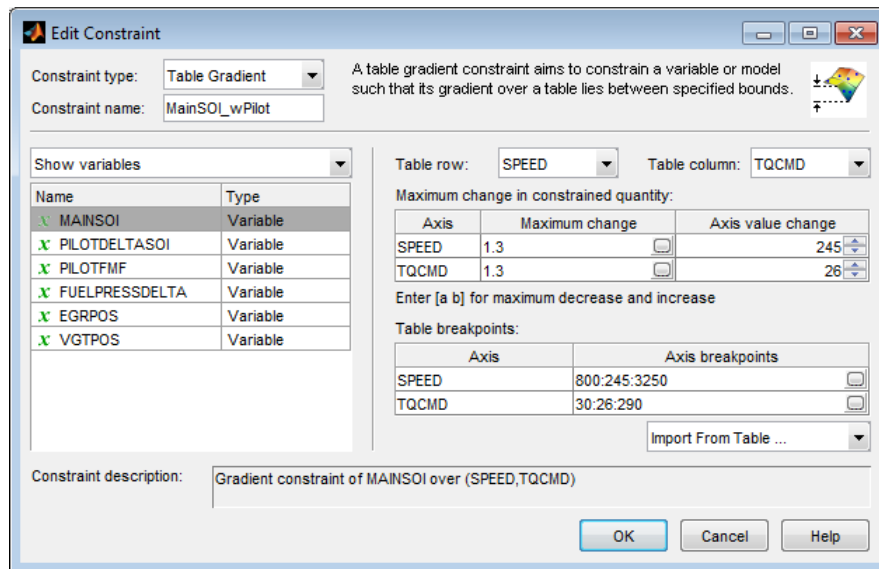 Edit Constraint
Constraint type: Table Gradient
Constraint name: MainSOI_wPilot
A table gradient constraint aims to constrain a variable or model
such that its gradient over a table lies between specified bounds.
Show variables
Name Type
x MAINSOI Variable
x PILOTDELTASOI Variable
x PILOTFMF Variable
x FUELPRESSDELTA Variable
x EGRPOS Variable
x VGTPOS Variable
Table row: SPEED Table column: TQCMD
Maximum change in constrained quantity:
Axis Maximum change Axis value change
SPEED 1.3 245
TQCMD 1.3 26
Enter [a b] for maximum decrease and increase
Table breakpoints:
Axis Axis breakpoints
SPEED 800:245:3250
TQCMD 30:26:290
Import From Table ...
Constraint description: Gradient constraint of MAINSOI over (SPEED,TQCMD)
OK Cancel Help